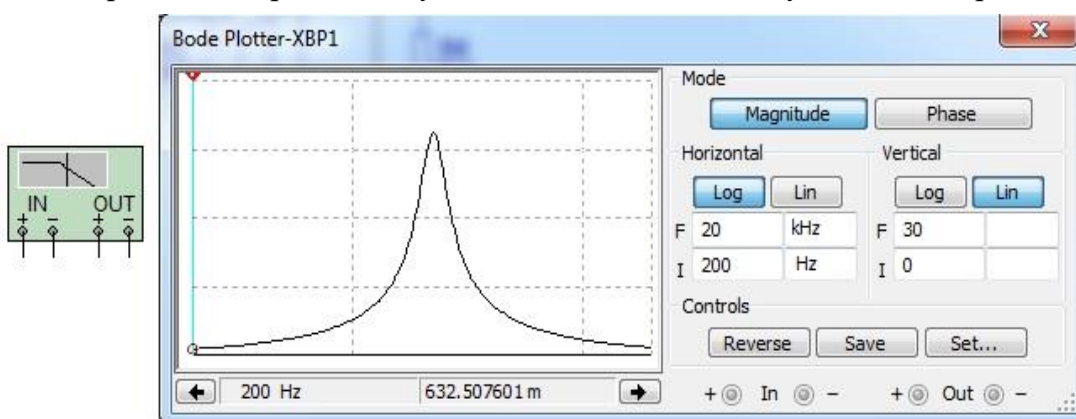 Bode Plotter-XBP1
x
Mode
Magnitude Phase
Horizontal Vertical
Log Lin Log Lin
F 20 kHz F 30
I 200 Hz I 0
Controls
Reverse Save Set...
200 Hz 632.507601 m
+ In - + Out -
IN OUT
+ - + -